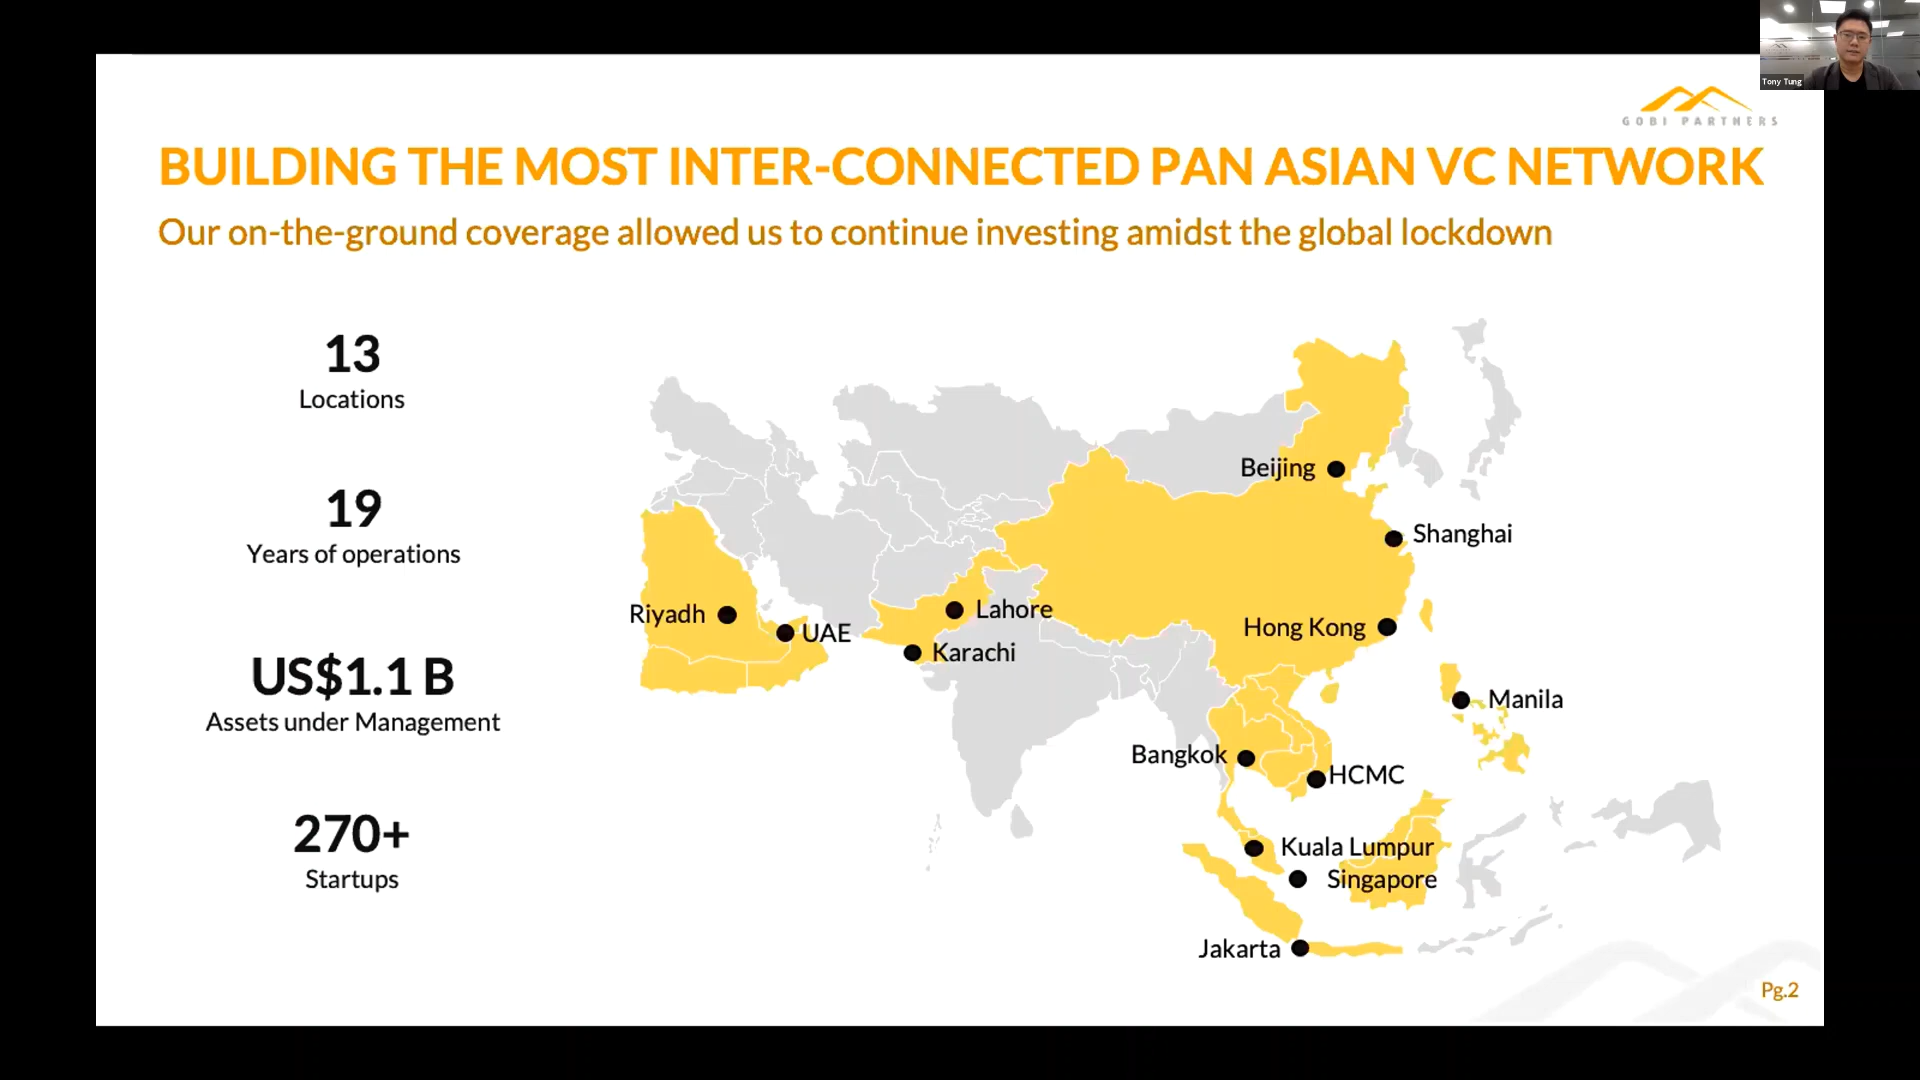 Tony Tung
GOBI PARTNERS
BUILDING THE MOST INTER-CONNECTED PAN ASIAN VC NETWORK
Our on-the-ground coverage allowed us to continue investing amidst the global lockdown
13
Locations
19
Years of operations
US$1.1 B
Assets under Management
270+
Startups
Beijing
Shanghai
Riyadh
UAE
Lahore
Karachi
Hong Kong
Manila
Bangkok
HCMC
Kuala Lumpur
Singapore
Jakarta
Pg.2